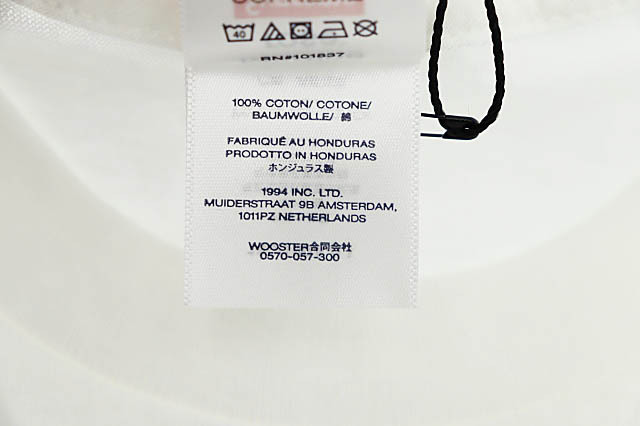 40
RN#101837
100% COTON/ COTONE/
BAUMWOLLE/
FABRIQUÉ AU HONDURAS
PRODOTTO IN HONDURAS
ホンジュラス製
1994 INC. LTD.
MUIDERSTRAAT 9B AMSTERDAM,
1011PZ NETHERLANDS
WOOSTER合同会社
0570-057-300